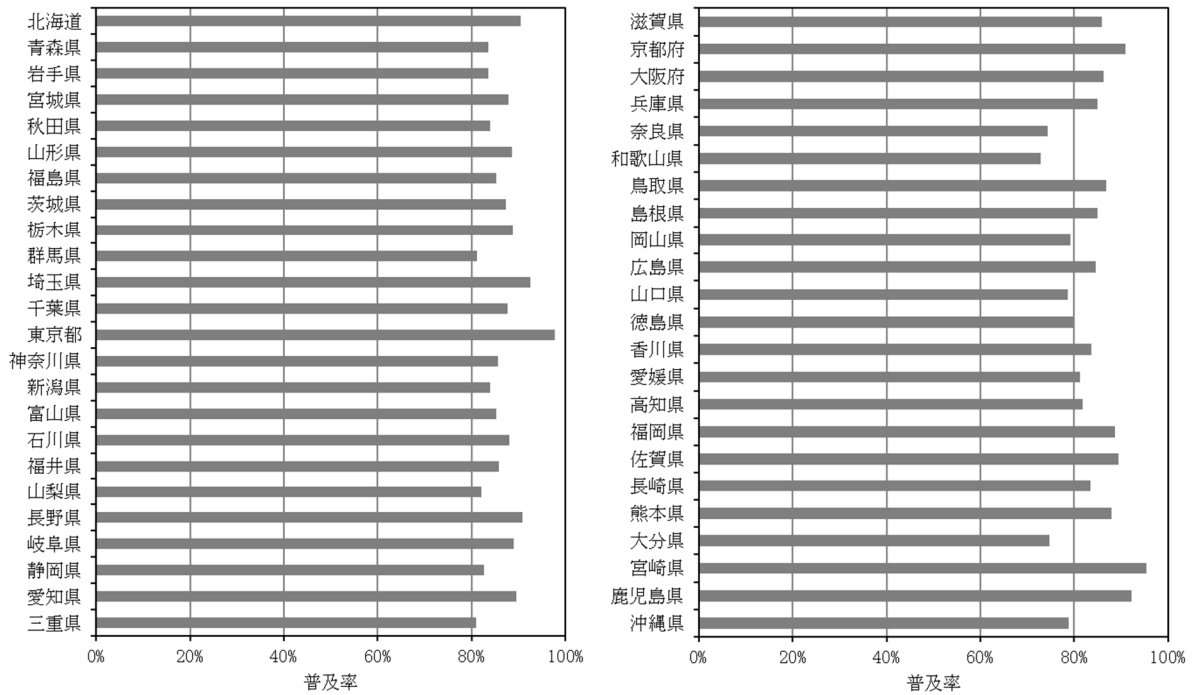 北海道
青森県
岩手県
宮城県
秋田県
山形県
福島県
茨城県
栃木県
群馬県
埼玉県
千葉県
東京都
神奈川県
新潟県
富山県
石川県
福井県
山梨県
長野県
岐阜県
静岡県
愛知県
三重県
0% 20% 40% 60% 80% 100%
普及率
滋賀県
京都府
大阪府
兵庫県
奈良県
和歌山県
鳥取県
島根県
岡山県
広島県
山口県
徳島県
香川県
愛媛県
高知県
福岡県
佐賀県
長崎県
熊本県
大分県
宮崎県
鹿児島県
沖縄県
0% 20% 40% 60% 80% 100%
普及率